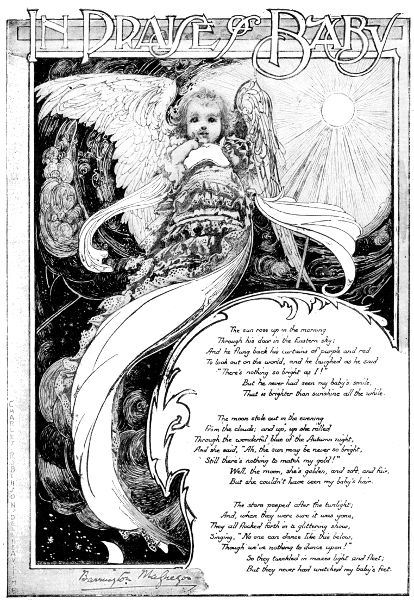 IN PRAISE of BABY
The sun rose up in the morning
Through his door in the Eastern sky;
And he flung back his curtains of purple and red
To look out on the world, and he laughed as he said
"There's nothing so bright as I!!"
But he never had seen my baby's smile,
That is brighter than sunshine all the while.
The moon stole out in the evening
From the clouds; and up, up she sailed
Through the wonderful blue of the Autumn night,
And she said, "Ah, the sun may be never so bright,
Still there's nothing to match my gold!"
Well, the moon, she's golden, and soft, and fair,
But she couldn't have seen my baby's hair.
The stars peeped after the sunlight;
And, when they were sure it was gone,
They all flocked forth in a glittering show,
Singing, "No one can dance like this below,
Though we've nothing to dance upon!"
So they twinkled in mazes light and fleet;
But they never had watched my baby's feet.
Barrington MacGregor